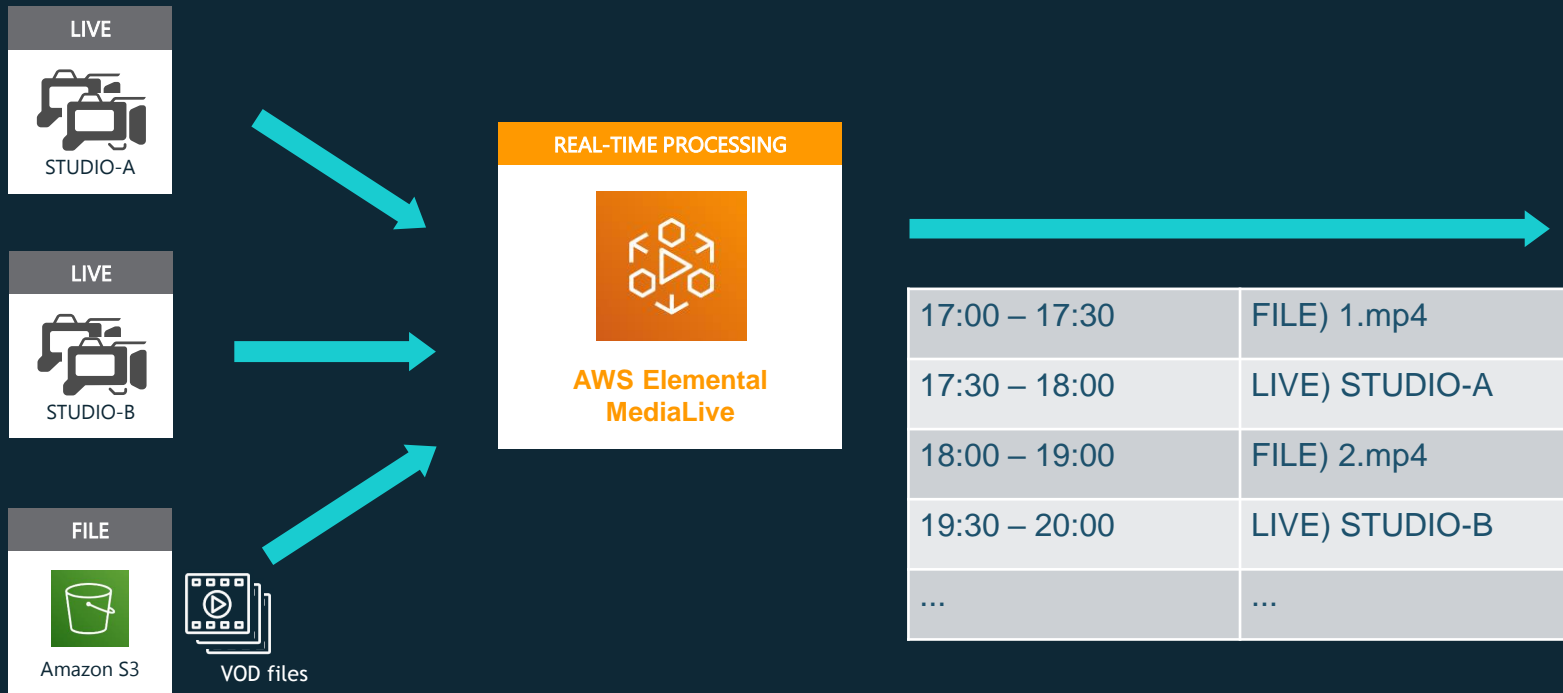 LIVE
STUDIO-A
LIVE
STUDIO-B
FILE
Amazon S3
VOD files
REAL-TIME PROCESSING
AWS Elemental
MediaLive
17:00 – 17:30 FILE) 1.mp4
17:30 – 18:00 LIVE) STUDIO-A
18:00 – 19:00 FILE) 2.mp4
19:30 – 20:00 LIVE) STUDIO-B
... ...